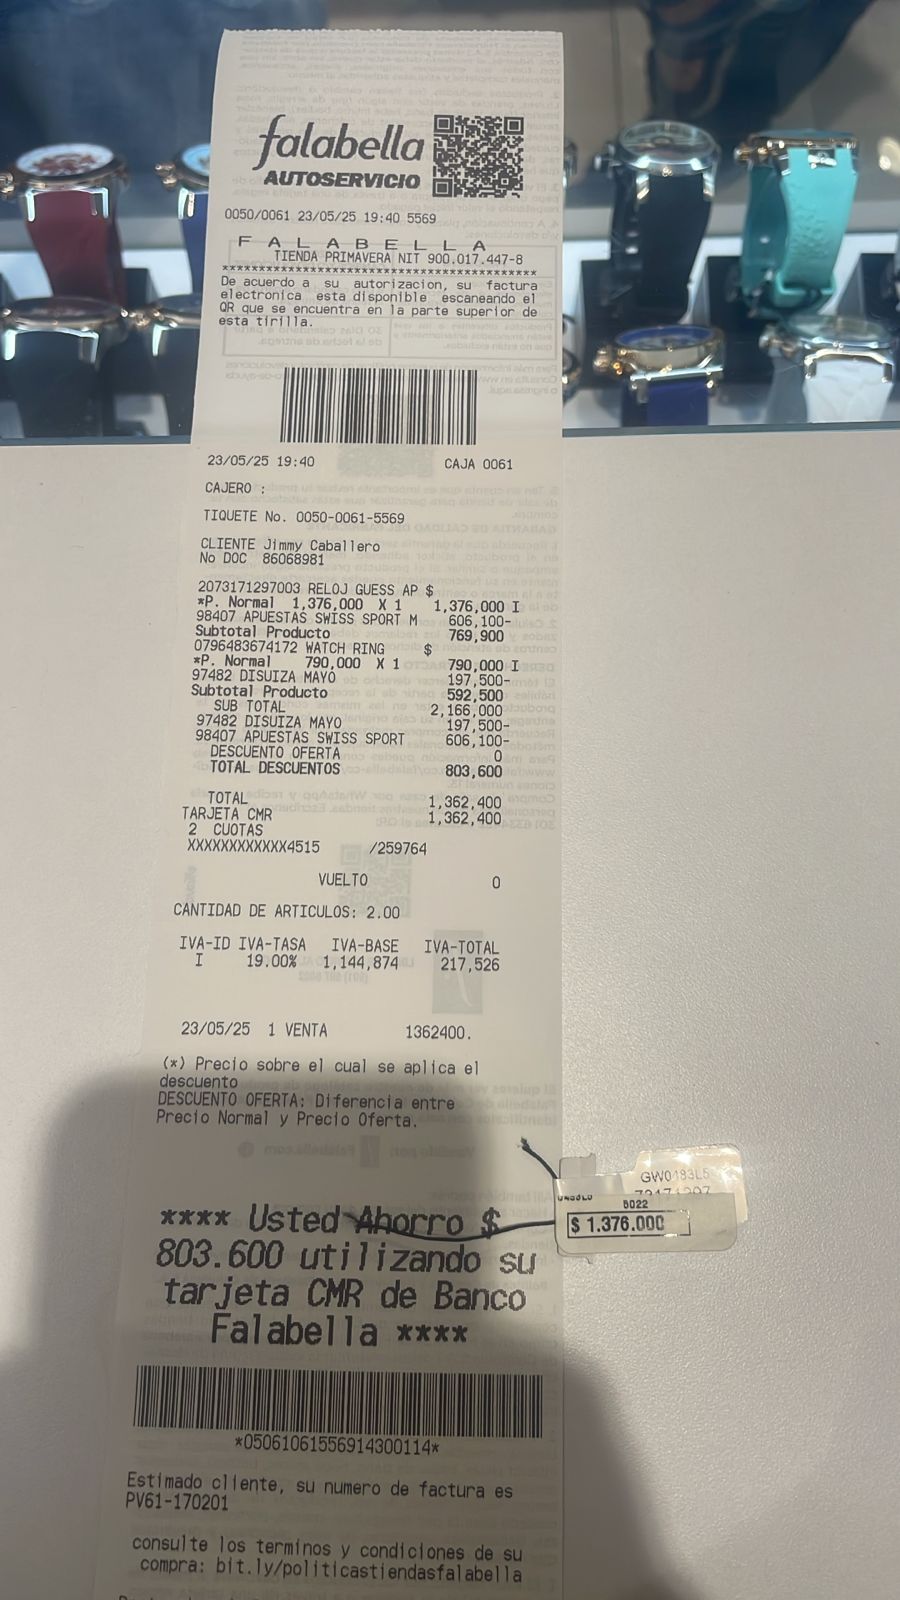 falabella
AUTOSERVICIO
0050/0061 23/05/25 19:40 5569
F A L A B E L L A
TIENDA PRIMAVERA NIT 900.017.447-8
***************************************
De acuerdo a su autorizacion, su factura
electronica esta disponible escaneando el
QR que se encuentra en la parte superior de
esta tirilla.
23/05/25 19:40 CAJA 0061
CAJERO :
TIQUETE No. 0050-0061-5569
CLIENTE Jimmy Caballero
No DOC 86068981
2073171297003 RELOJ GUESS AP $
*P. Normal 1,376,000 X 1 1,376,000 I
98407 APUESTAS SWISS SPORT M 606,100-
Subtotal Producto 769,900
0796483674172 WATCH RING $
*P. Normal 790,000 X 1 790,000 I
97482 DISUIZA MAYO 197,500-
Subtotal Producto 592,500
SUB TOTAL 2,166,000
97482 DISUIZA MAYO 197,500-
98407 APUESTAS SWISS SPORT 606,100-
DESCUENTO OFERTA 0
TOTAL DESCUENTOS 803,600
TOTAL 1,362,400
TARJETA CMR 1,362,400
2 CUOTAS
XXXXXXXXXXXX4515 /259764
VUELTO 0
CANTIDAD DE ARTICULOS: 2.00
IVA-ID IVA-TASA IVA-BASE IVA-TOTAL
I 19.00% 1,144,874 217,526
23/05/25 1 VENTA 1362400.
(*) Precio sobre el cual se aplica el
descuento
DESCUENTO OFERTA: Diferencia entre
Precio Normal y Precio Oferta.
GW0483L5
5022
$ 1.376.000
**** Usted Ahorro $
803.600 utilizando su
tarjeta CMR de Banco
Falabella ****
*05061061556914300114*
Estimado cliente, su numero de factura es
PV61-170201
consulte los terminos y condiciones de su
compra: bit.ly/politicastiendasfalabella